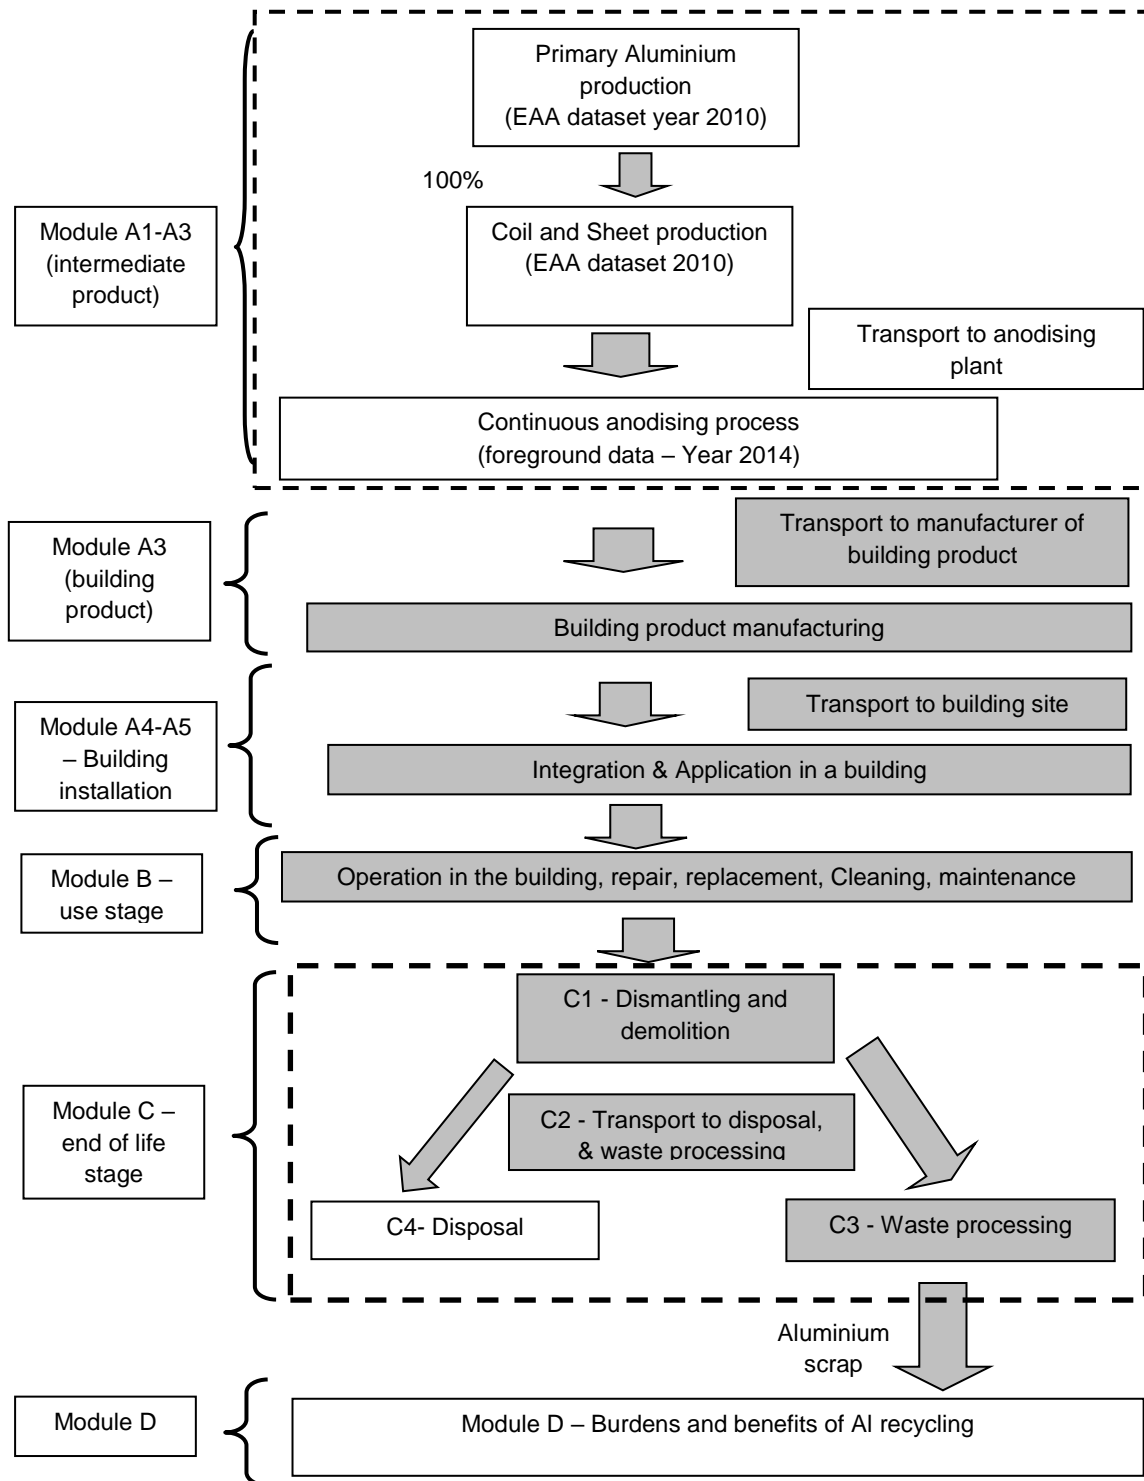 Primary Aluminium
production
(EAA dataset year 2010)
100%
Module A1-A3
(intermediate
product)
Coil and Sheet production
(EAA dataset 2010)
Transport to anodising
plant
Continuous anodising process
(foreground data – Year 2014)
Module A3
(building
product)
Transport to manufacturer of
building product
Building product manufacturing
Module A4-A5
– Building
installation
Transport to building site
Integration & Application in a building
Module B –
use stage
Operation in the building, repair, replacement, Cleaning, maintenance
Module C –
end of life
stage
C1 - Dismantling and
demolition
C2 - Transport to disposal,
& waste processing
C4- Disposal
C3 - Waste processing
Aluminium
scrap
Module D
Module D – Burdens and benefits of Al recycling